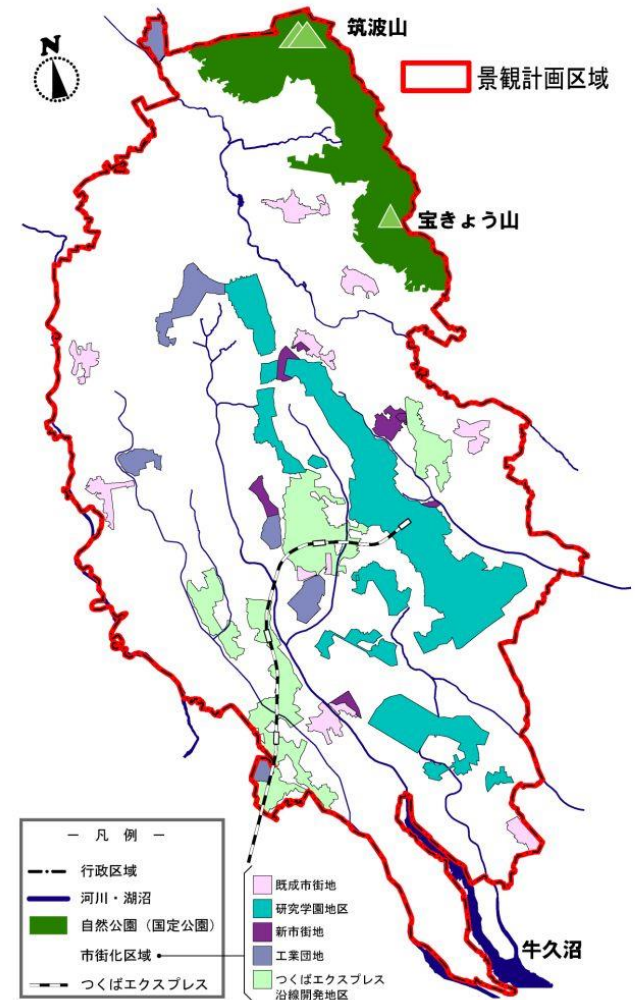 筑波山
N
景観計画区域
宝きょう山
牛久沼
― 凡例 ―
行政区域
河川・湖沼
自然公園（国定公園）
市街化区域
つくばエクスプレス
既成市街地
研究学園地区
新市街地
工業団地
つくばエクスプレス
沿線開発地区